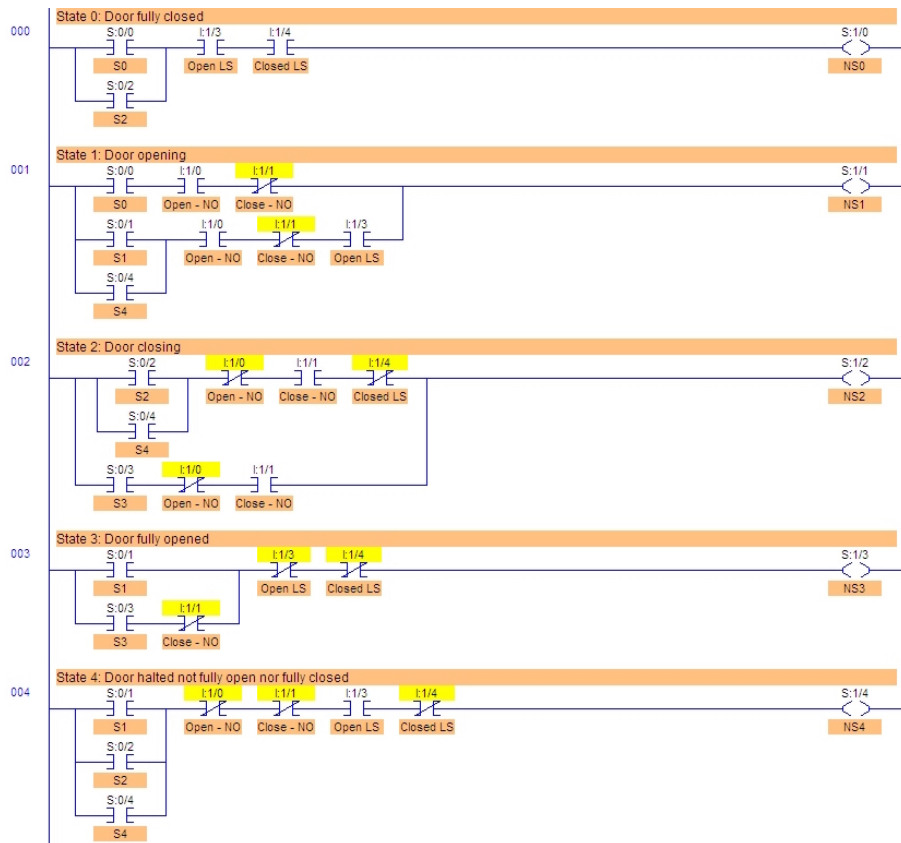 State 0: Door fully closed
000 S:0/0 I:1/3 I:1/4 S:1/0
S0 Open LS Closed LS NS0
S:0/2
S2
State 1: Door opening
001 S:0/0 I:1/0 I:1/1 S:1/1
S0 Open - NO Close - NO NS1
S:0/1 I:1/0 I:1/1 I:1/3
S1 Open - NO Close - NO Open LS
S:0/4
S4
State 2: Door closing
002 S:0/2 I:1/0 I:1/1 I:1/4 S:1/2
S2 Open - NO Close - NO Closed LS NS2
S:0/4
S4
S:0/3 I:1/0 I:1/1
S3 Open - NO Close - NO
State 3: Door fully opened
003 S:0/1 I:1/3 I:1/4 S:1/3
S1 Open LS Closed LS NS3
S:0/3 I:1/1
S3 Close - NO
State 4: Door halted not fully open nor fully closed
004 S:0/1 I:1/0 I:1/1 I:1/3 I:1/4 S:1/4
S1 Open - NO Close - NO Open LS Closed LS NS4
S:0/2
S2
S:0/4
S4